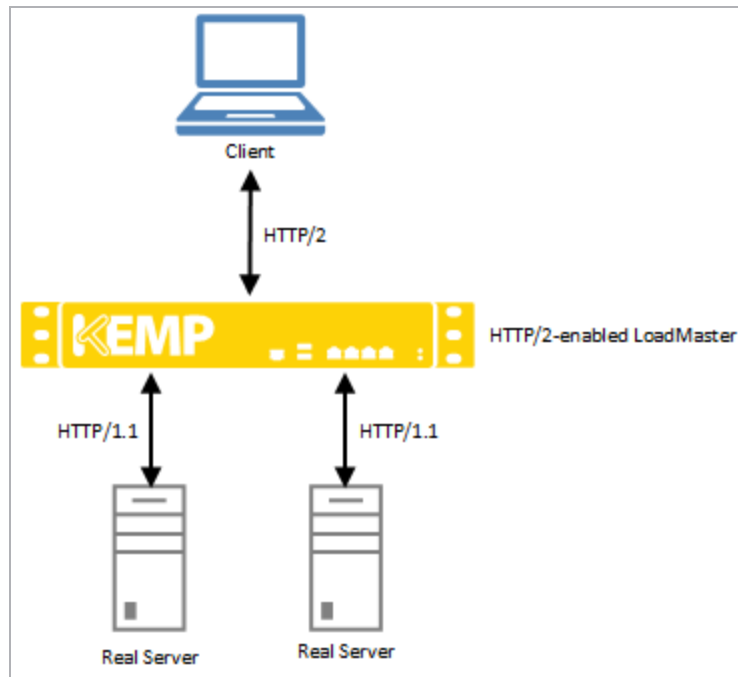 Client
HTTP/2
KEMP
HTTP/2-enabled LoadMaster
HTTP/1.1
HTTP/1.1
Real Server
Real Server